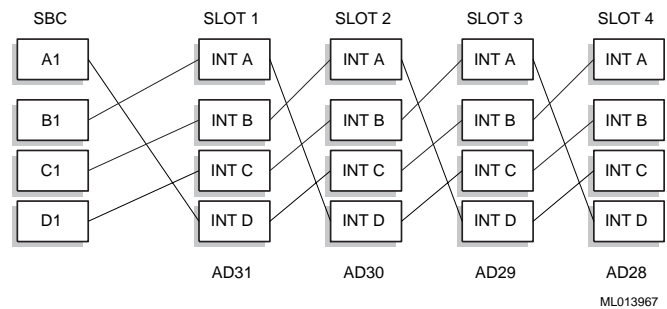 SBC SLOT 1 SLOT 2 SLOT 3 SLOT 4
A1 INT A INT A INT A INT A
B1 INT B INT B INT B INT B
C1 INT C INT C INT C INT C
D1 INT D INT D INT D INT D
AD31 AD30 AD29 AD28
ML013967